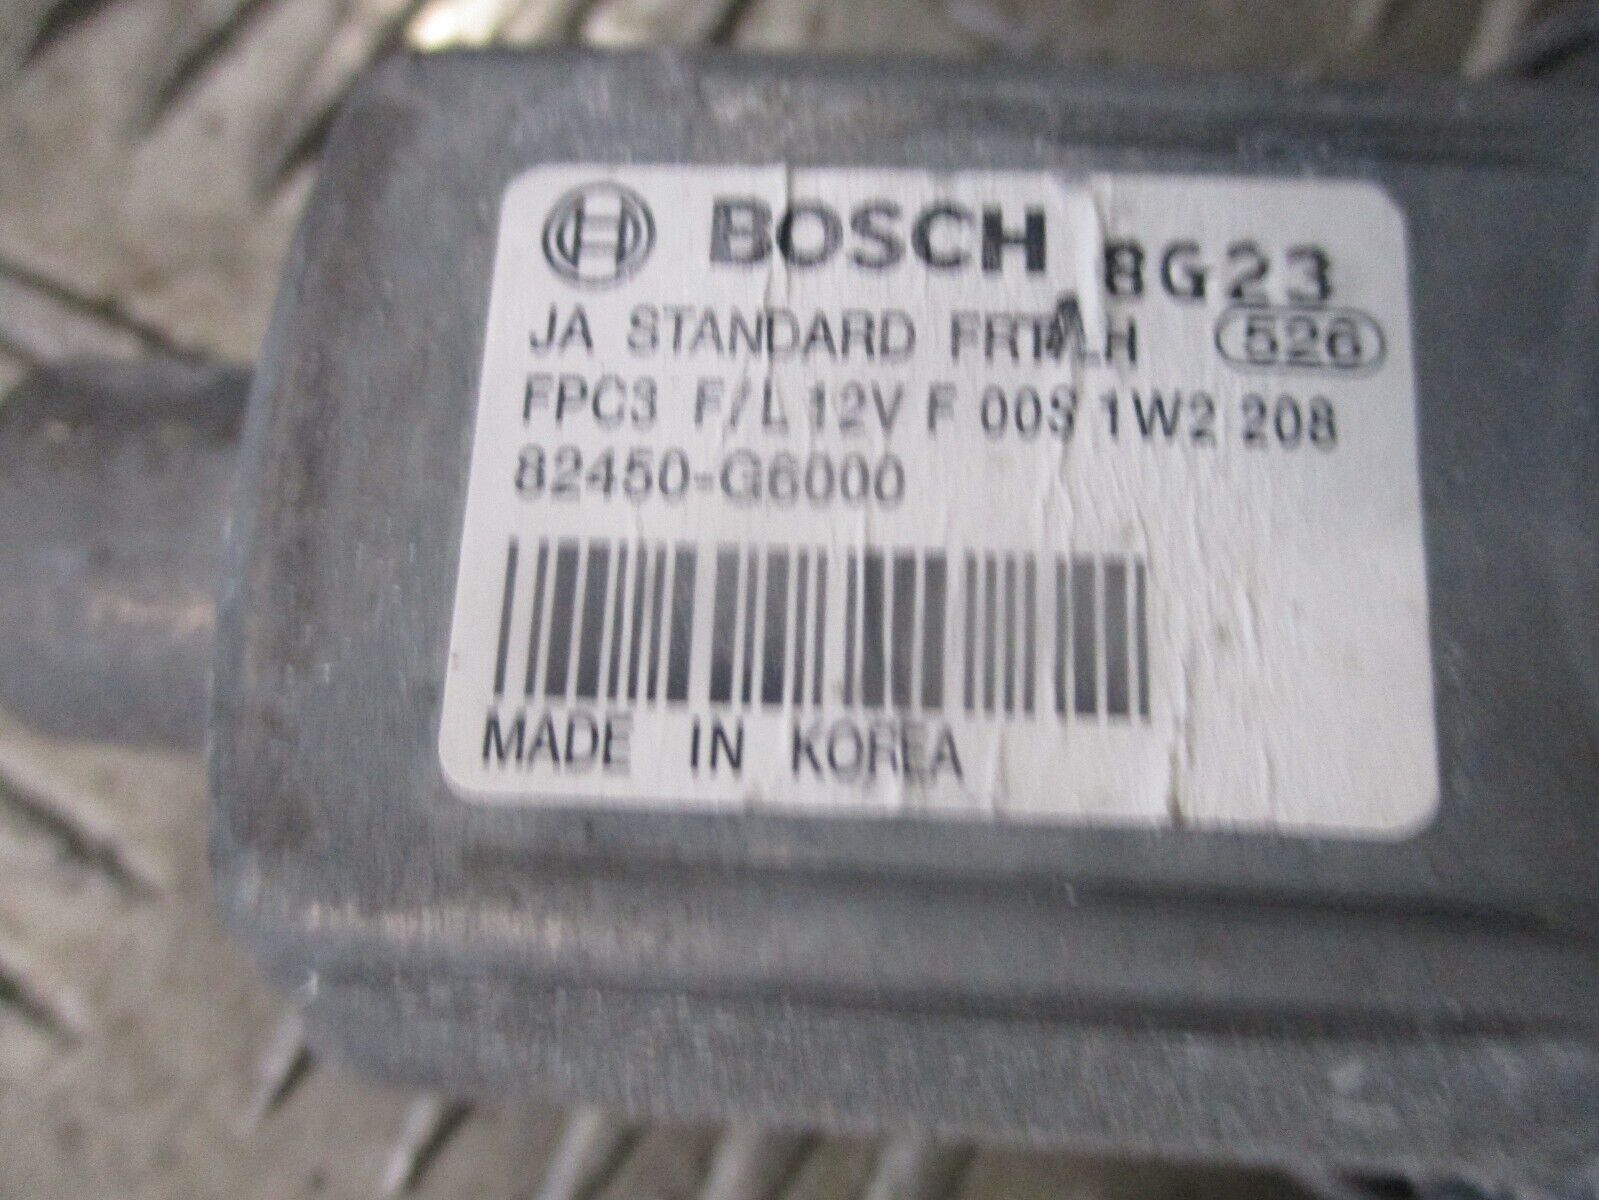 BOSCH 8G23
JA STANDARD FRT/LH 526
FPC3 F/L 12V F 00S 1W2 208
82450-G6000
MADE IN KOREA